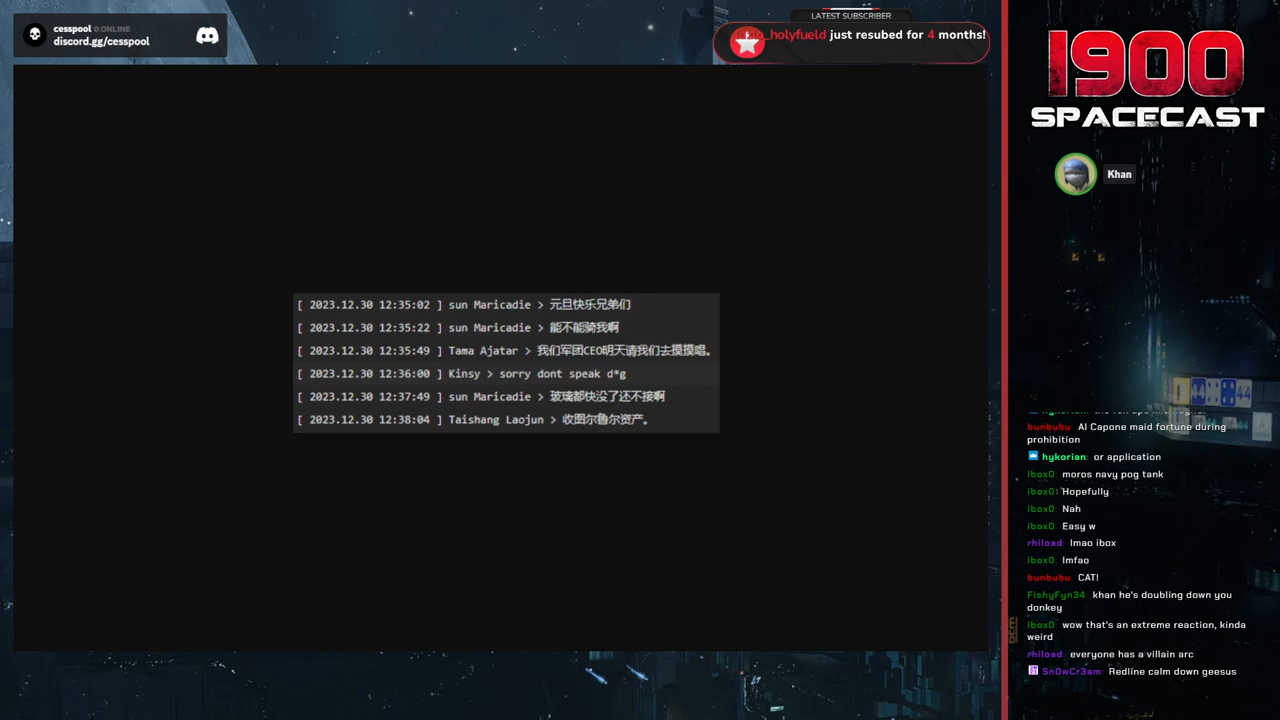 cesspool 0 ONLINE
discord.gg/cesspool
LATEST SUBSCRIBER
_holyfueld just resubed for 4 months!
1900
SPACECAST
Khan
[ 2023.12.30 12:35:02 ] sun Maricadie > 元旦快乐兄弟们
[ 2023.12.30 12:35:22 ] sun Maricadie > 能不能骑我啊
[ 2023.12.30 12:35:49 ] Tama Ajatar > 我们军团CEO明天请我们去摸摸唱。
[ 2023.12.30 12:36:00 ] Kinsy > sorry dont speak d*g
[ 2023.12.30 12:37:49 ] sun Maricadie > 玻璃都快没了还不接啊
[ 2023.12.30 12:38:04 ] Taishang Laojun > 收图尔鲁尔资产。
bunbubu: Al Capone maid fortune during
prohibition
hykorian: or application
ibox0: moros navy pog tank
ibox0: Hopefully
ibox0: Nah
ibox0: Easy w
rhiload: lmao ibox
ibox0: lmfao
bunbubu: CAT!
FishyFyn34: khan he's doubling down you
donkey
ibox0: wow that's an extreme reaction, kinda
weird
rhiload: everyone has a villain arc
Sn0wCr3am: Redline calm down geesus